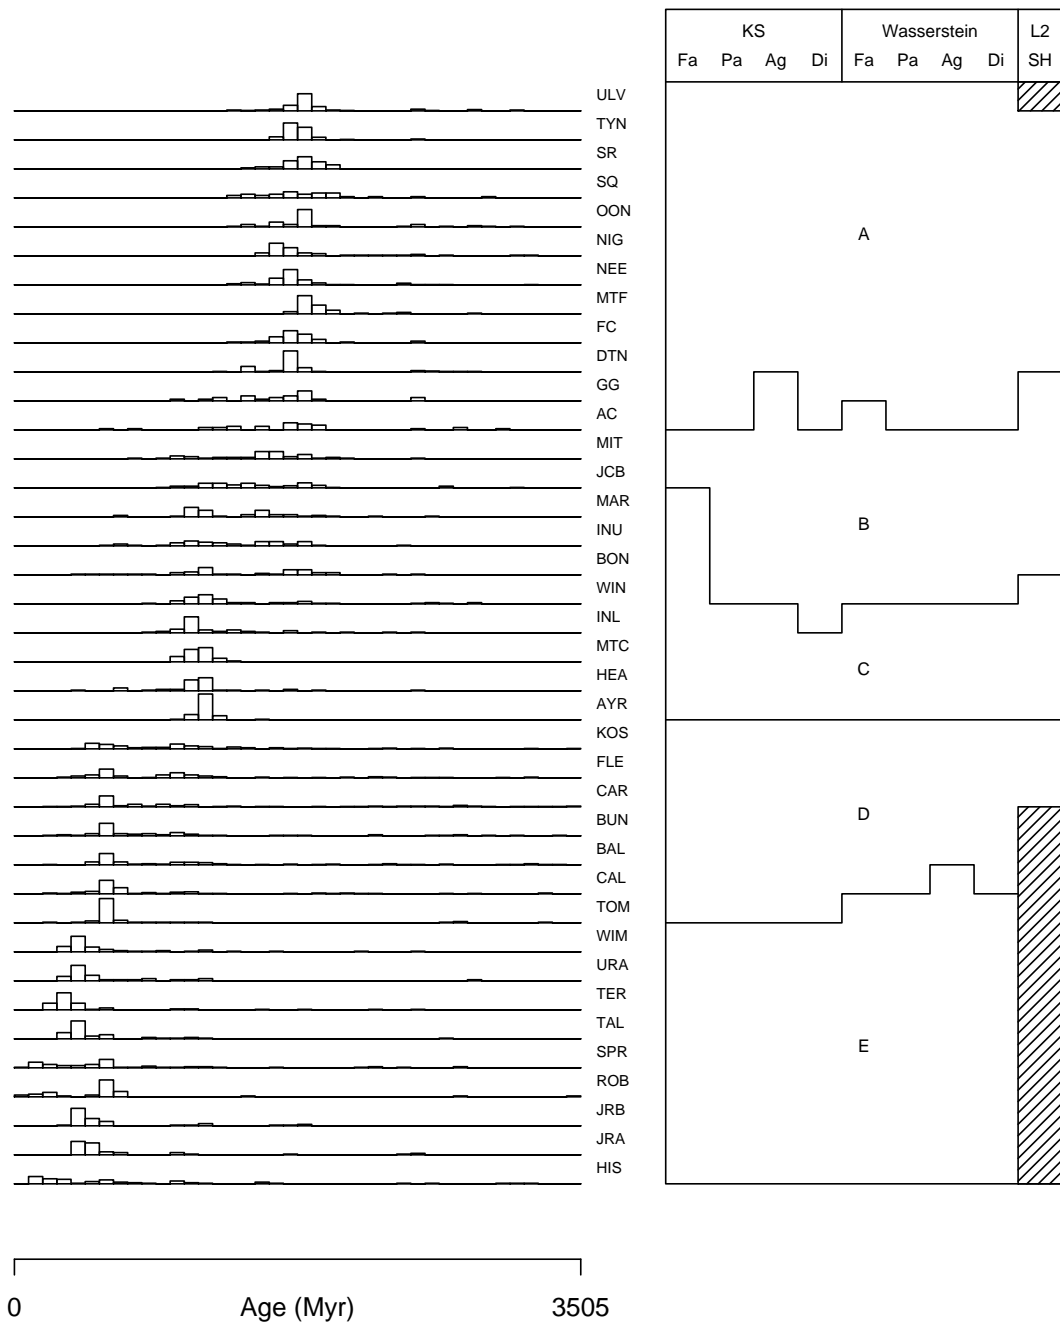 KS Wasserstein L2
Fa Pa Ag Di Fa Pa Ag Di SH
ULV
TYN
SR
SQ
OON
NIG
NEE
MTF
FC
DTN
GG
AC
MIT
JCB
MAR
INU
BON
WIN
INL
MTC
HEA
AYR
KOS
FLE
CAR
BUN
BAL
CAL
TOM
WIM
URA
TER
TAL
SPR
ROB
JRB
JRA
HIS
A
B
C
D
E
0 Age (Myr) 3505